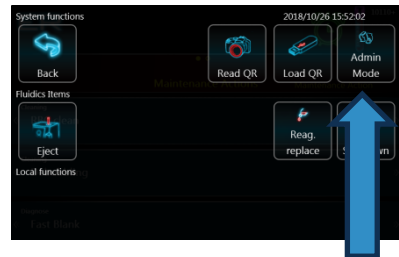 System functions
2018/10/26 15:52:02
Back
Read QR
Load QR
Admin
Mode
Maintenance
Fluidics Items
Eject
Reag.
replace
wn
Local functions
Last Blank